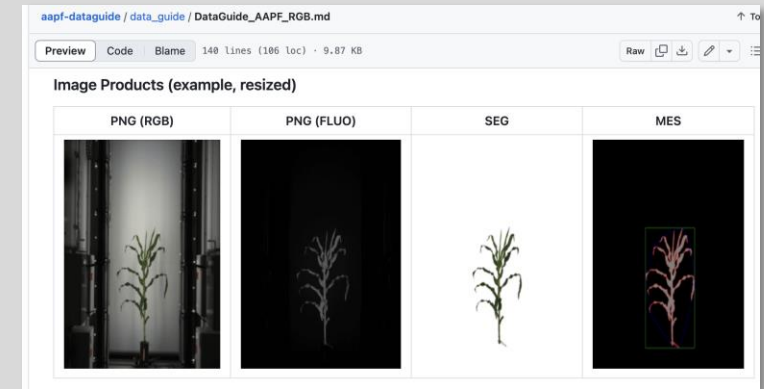 aapf-dataguide / data_guide / DataGuide_AAPF_RGB.md
↑ To
Preview Code Blame 140 lines (106 loc) · 9.87 KB
Raw
Image Products (example, resized)
PNG (RGB) PNG (FLUO) SEG MES